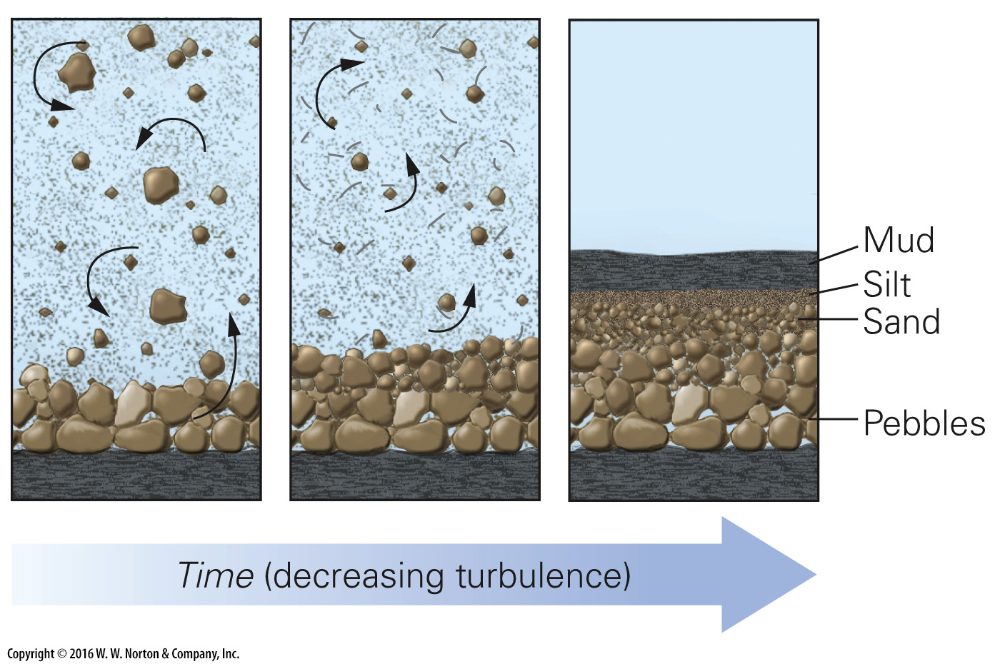 Mud
Silt
Sand
Pebbles
Time (decreasing turbulence)
Copyright © 2016 W. W. Norton & Company, Inc.